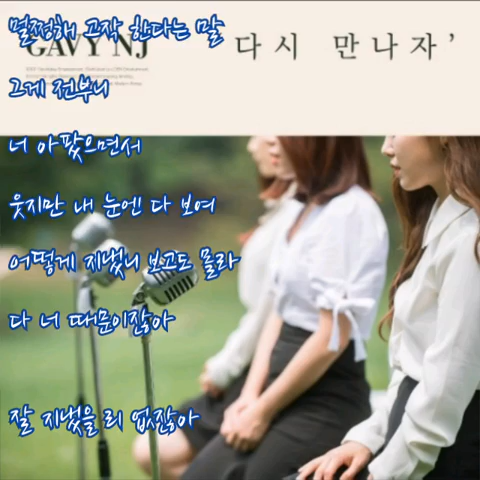 멀쩡해 고작 한다는 말
GAVY NJ
다시 만나자'
그게 전부니
너 아팠으면서
웃지만 내 눈엔 다 보여
어떻게 지냈니 보고도 몰라
다 너 때문이잖아
잘 지냈을 리 없잖아